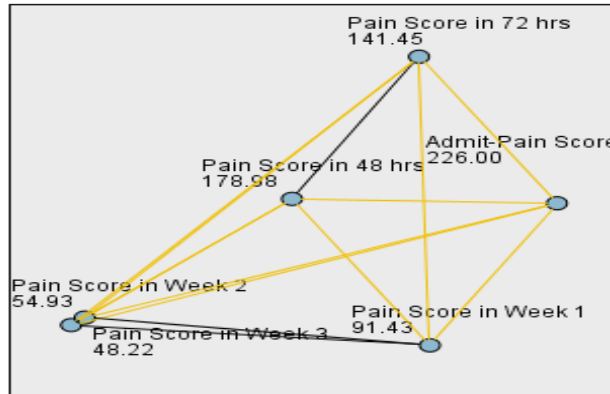 Pain Score in 72 hrs
141.45
Admit-Pain Score
226.00
Pain Score in 48 hrs
178.98
Pain Score in Week 2
54.93
Pain Score in Week 1
91.43
Pain Score in Week 3
48.22